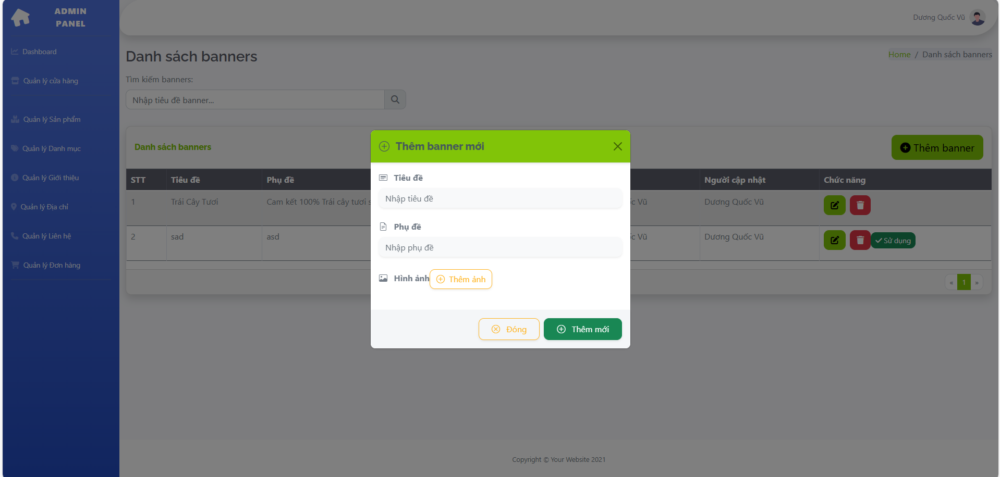 ADMIN
PANEL
Dashboard
Quản lý cửa hàng
Quản lý Sản phẩm
Quản lý Danh mục
Quản lý Giới thiệu
Quản lý Địa chỉ
Quản lý Liên hệ
Quản lý Đơn hàng
Dương Quốc Vũ
Danh sách banners
Home / Danh sách banners
Tìm kiếm banners:
Nhập tiêu đề banner...
Danh sách banners
Thêm banner
STT Tiêu đề Phụ đề Người cập nhật Chức năng
1 Trái Cây Tươi Cam kết 100% Trái cây tươi Vũ Dương Quốc Vũ
2 sad asd Vũ Dương Quốc Vũ Sử dụng
« 1 »
Thêm banner mới
Tiêu đề
Nhập tiêu đề
Phụ đề
Nhập phụ đề
Hình ảnh Thêm ảnh
Đóng Thêm mới
Copyright © Your Website 2021